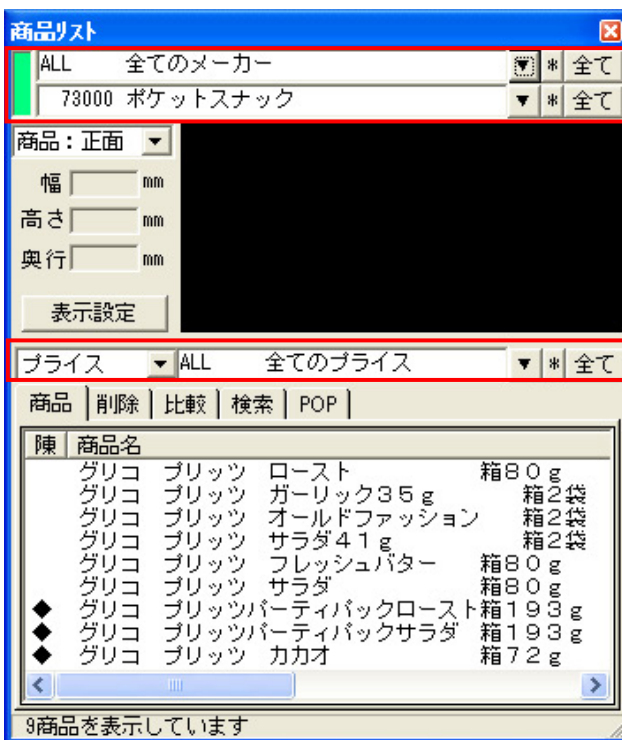 商品リスト
ALL 全てのメーカー ▼ * 全て
73000 ポケットスナック ▼ * 全て
商品：正面 ▼
幅 mm
高さ mm
奥行 mm
表示設定
プライス ▼ ALL 全てのプライス ▼ * 全て
商品 削除 比較 検索 POP
陳 商品名
グリコ プリッツ ロースト 箱８０ｇ
グリコ プリッツ ガーリック３５ｇ 箱２袋
グリコ プリッツ オールドファッション 箱２袋
グリコ プリッツ サラダ４１ｇ 箱２袋
グリコ プリッツ フレッシュバター 箱８０ｇ
グリコ プリッツ サラダ 箱８０ｇ
◆ グリコ プリッツパーティパックロースト箱１９３ｇ
◆ グリコ プリッツパーティパックサラダ 箱１９３ｇ
◆ グリコ プリッツ カカオ 箱７２ｇ
9商品を表示しています